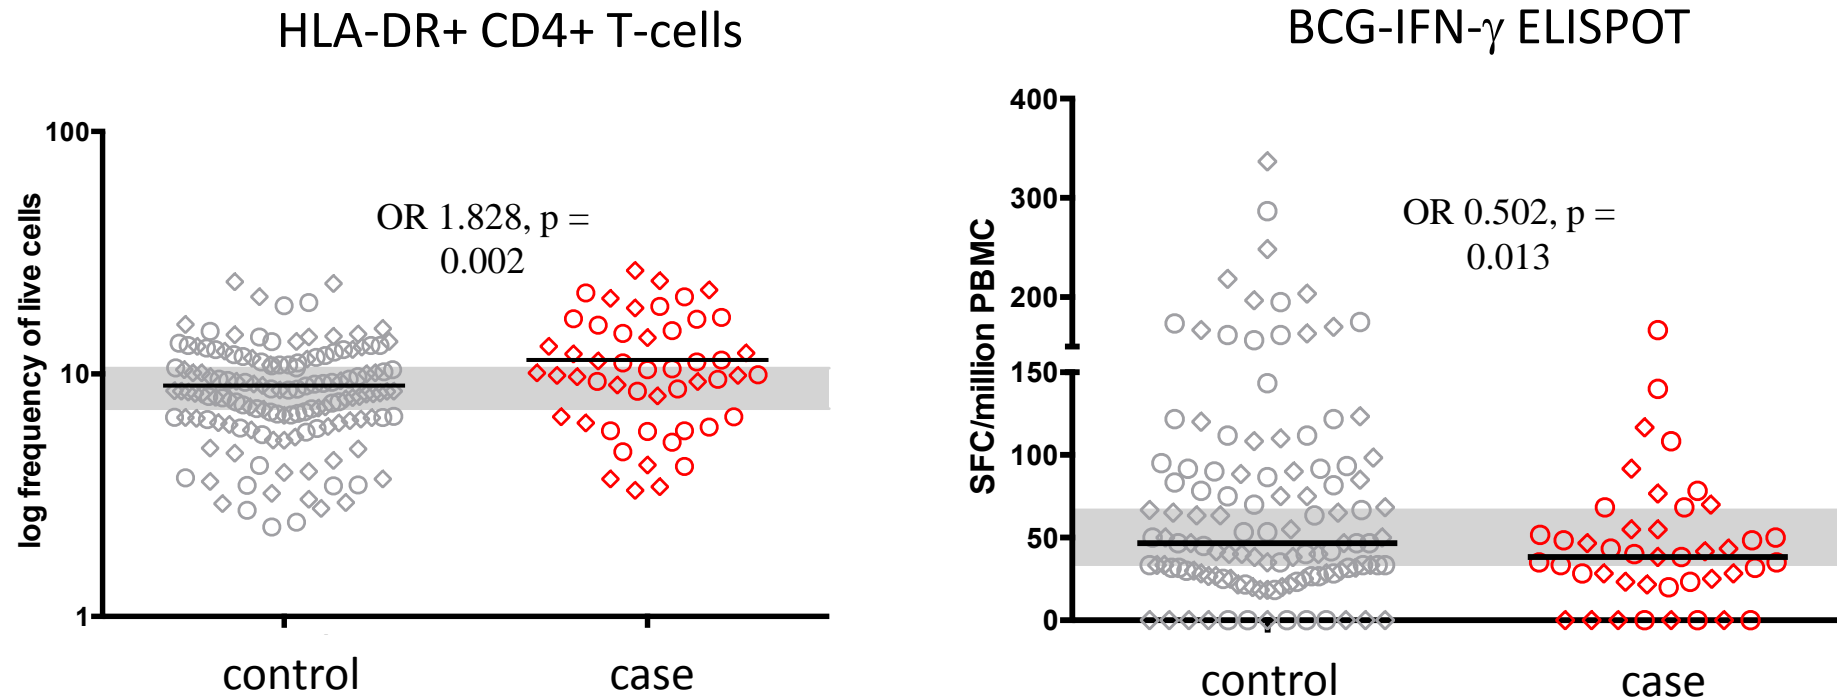 HLA-DR+ CD4+ T-cells
log frequency of live cells
100
10
1
OR 1.828, p =
0.002
control
case
BCG-IFN-γ ELISPOT
SFC/million PBMC
400
300
200
150
100
50
0
OR 0.502, p =
0.013
control
case